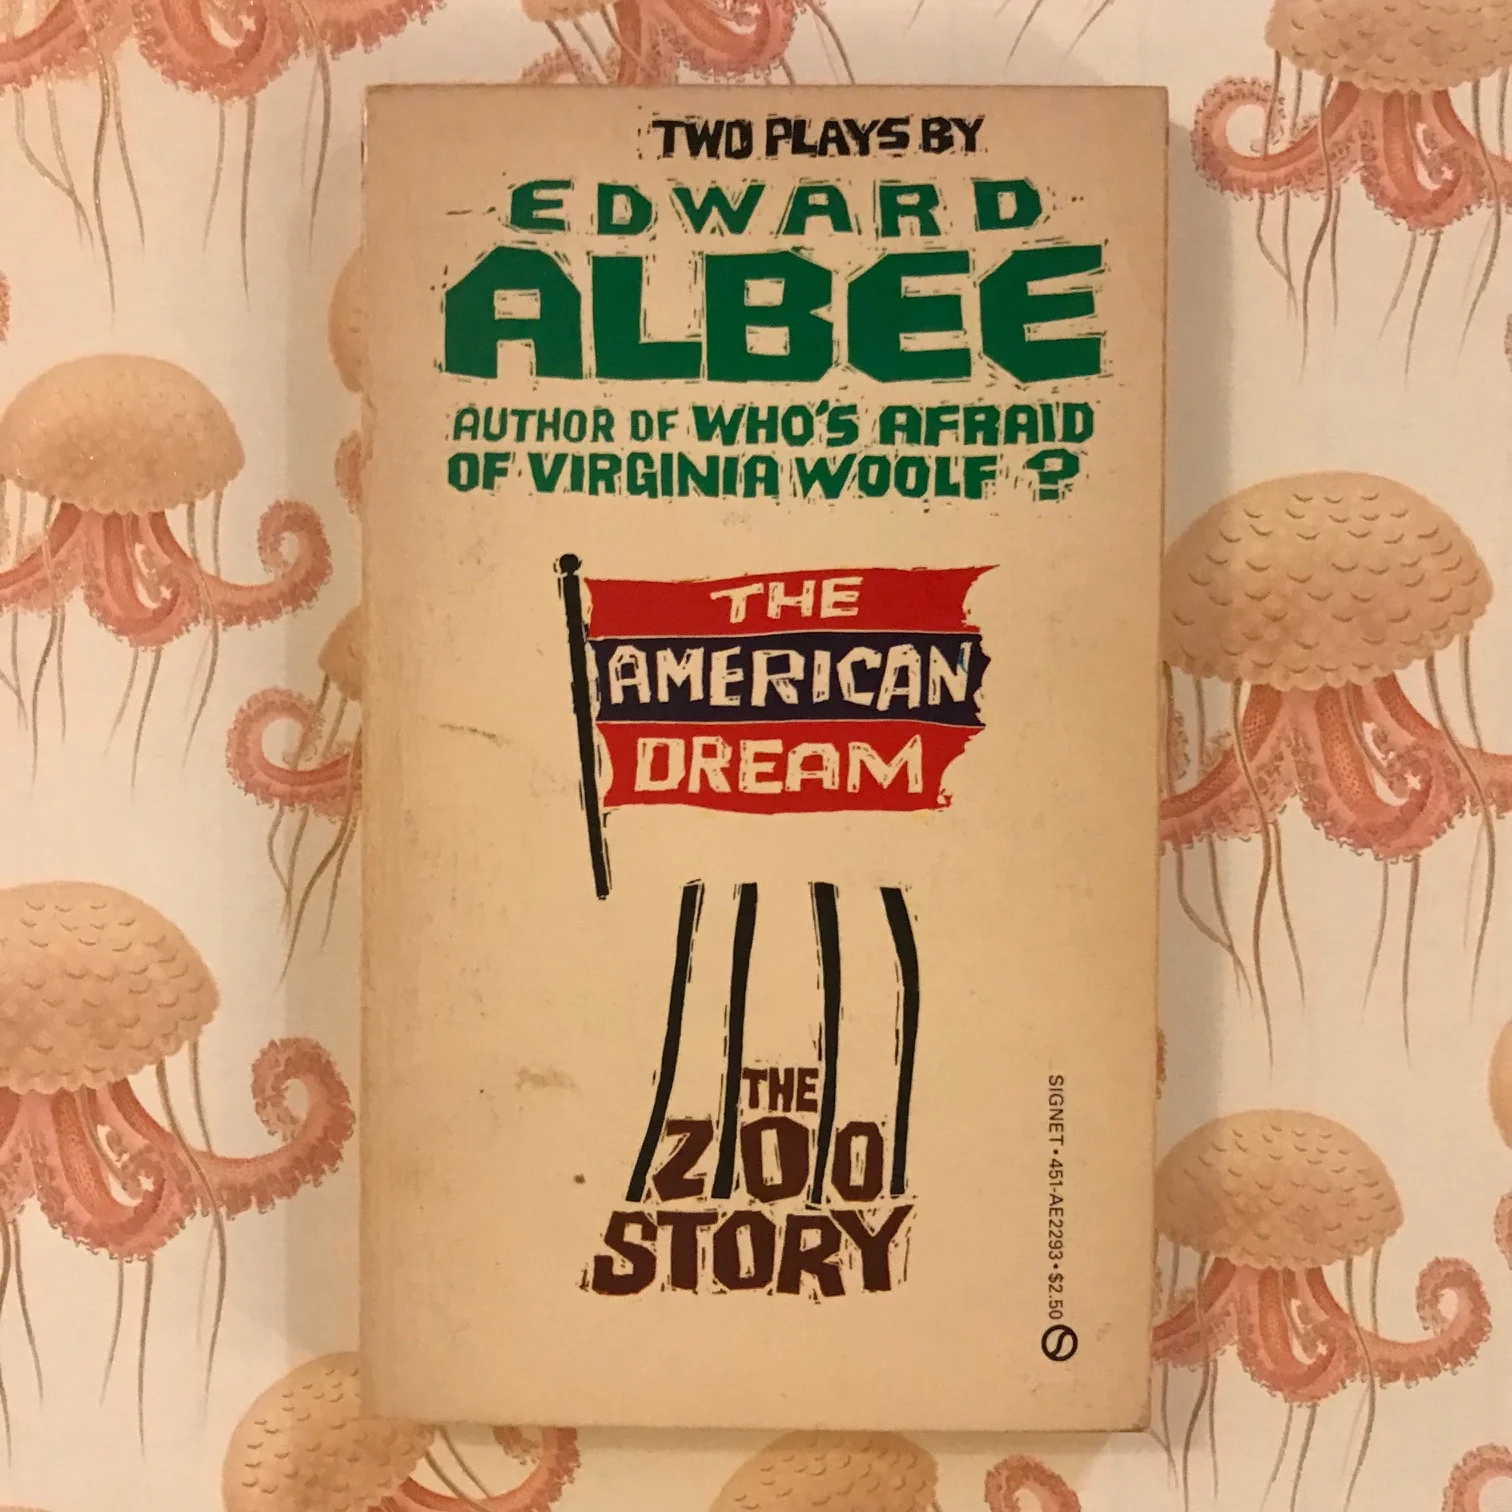 TWO PLAYS BY
EDWARD
ALBEE
AUTHOR OF WHO'S AFRAID
OF VIRGINIA WOOLF ?
THE
AMERICAN
DREAM
THE
ZOO
STORY
SIGNET • 451-AE2293 • $2.50